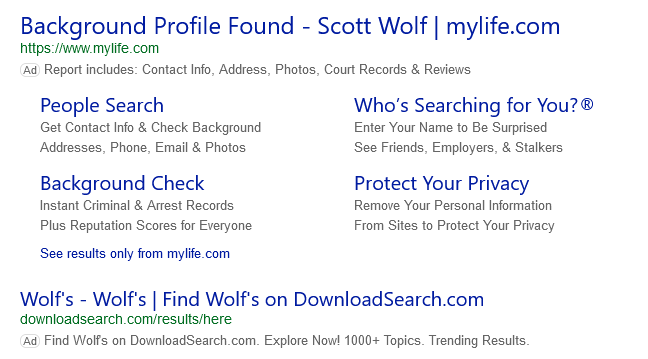 Background Profile Found - Scott Wolf | mylife.com
https://www.mylife.com
Ad Report includes: Contact Info, Address, Photos, Court Records & Reviews
People Search
Get Contact Info & Check Background
Addresses, Phone, Email & Photos
Who's Searching for You?®
Enter Your Name to Be Surprised
See Friends, Employers, & Stalkers
Background Check
Instant Criminal & Arrest Records
Plus Reputation Scores for Everyone
Protect Your Privacy
Remove Your Personal Information
From Sites to Protect Your Privacy
See results only from mylife.com
Wolf's - Wolf's | Find Wolf's on DownloadSearch.com
downloadsearch.com/results/here
Ad Find Wolf's on DownloadSearch.com. Explore Now! 1000+ Topics. Trending Results.